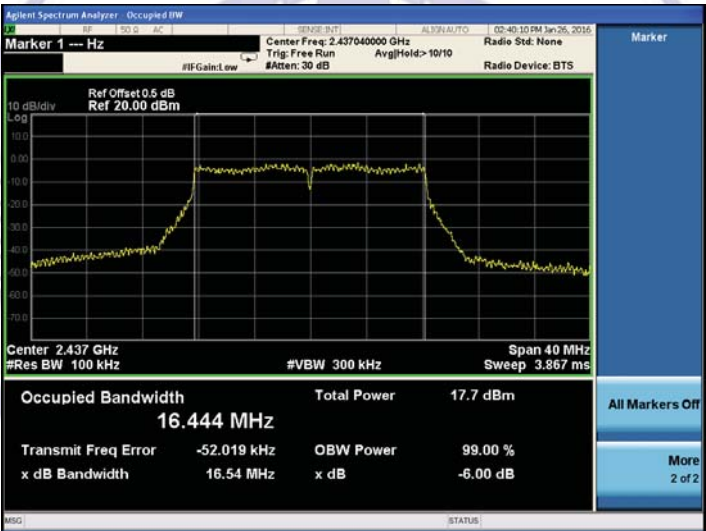 Agilent Spectrum Analyzer - Occupied BW
LXI RF 50 Ω AC SENSE:INT ALIGN AUTO 02:40:10 PM Jan 26, 2016
Marker 1 --- Hz
Center Freq: 2.437040000 GHz
Radio Std: None
Trig: Free Run
Avg|Hold:> 10/10
#IFGain:Low
#Atten: 30 dB
Radio Device: BTS
Ref Offset 0.5 dB
10 dB/div
Ref 20.00 dBm
Log
10.0
0.00
-10.0
-20.0
-30.0
-40.0
-50.0
-60.0
-70.0
Center 2.437 GHz
Span 40 MHz
#Res BW 100 kHz
#VBW 300 kHz
Sweep 3.867 ms
Occupied Bandwidth
Total Power 17.7 dBm
16.444 MHz
Transmit Freq Error -52.019 kHz
OBW Power 99.00 %
x dB Bandwidth 16.54 MHz
x dB -6.00 dB
MSG
STATUS
Marker
All Markers Off
More
2 of 2